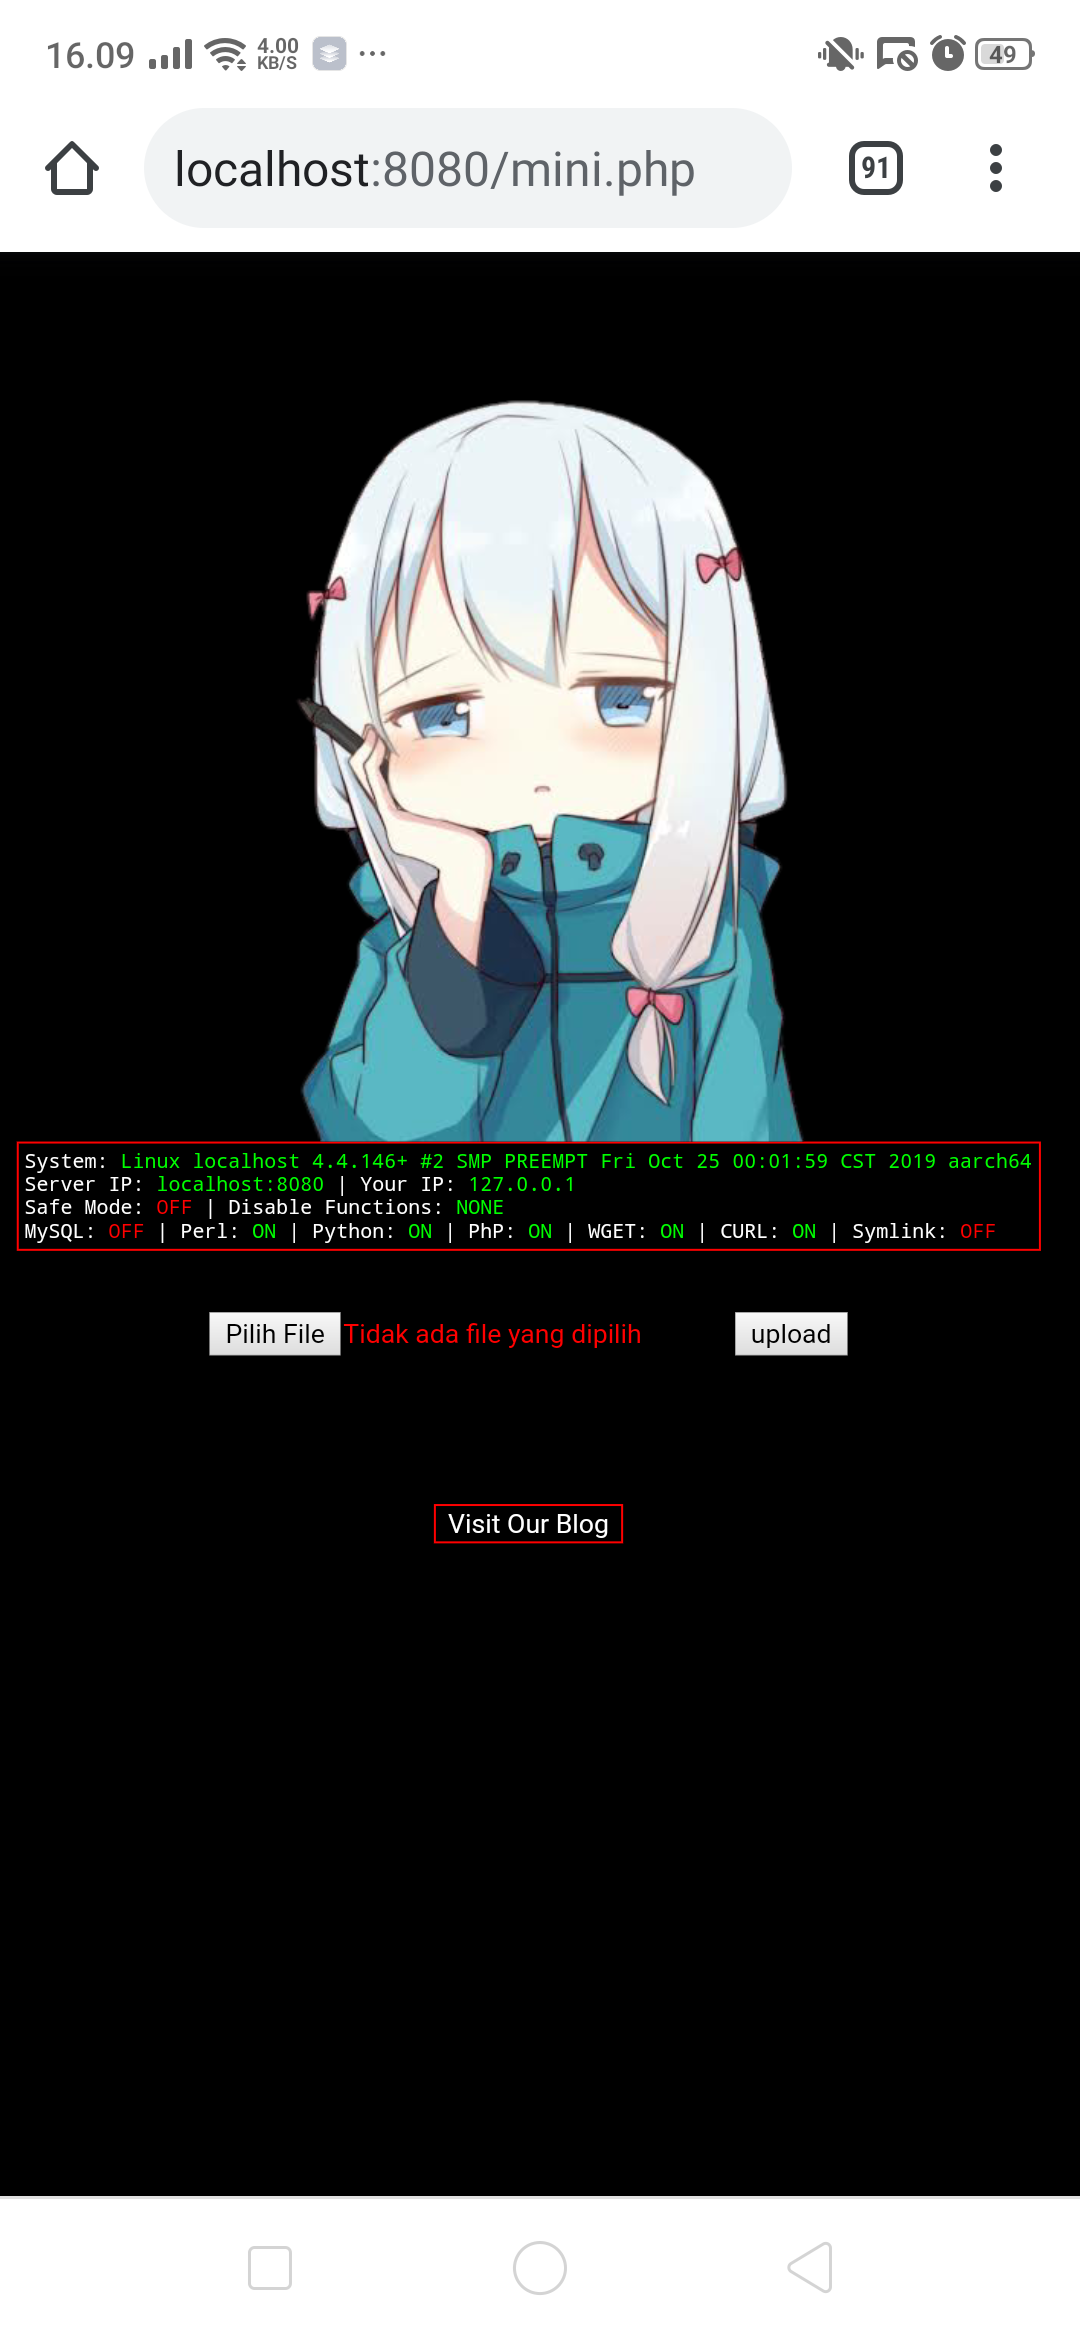 16.09 4.00 KB/S ... 49
localhost:8080/mini.php 91
System: Linux localhost 4.4.146+ #2 SMP PREEMPT Fri Oct 25 00:01:59 CST 2019 aarch64
Server IP: localhost:8080 | Your IP: 127.0.0.1
Safe Mode: OFF | Disable Functions: NONE
MySQL: OFF | Perl: ON | Python: ON | PhP: ON | WGET: ON | CURL: ON | Symlink: OFF
Pilih File Tidak ada file yang dipilih upload
Visit Our Blog